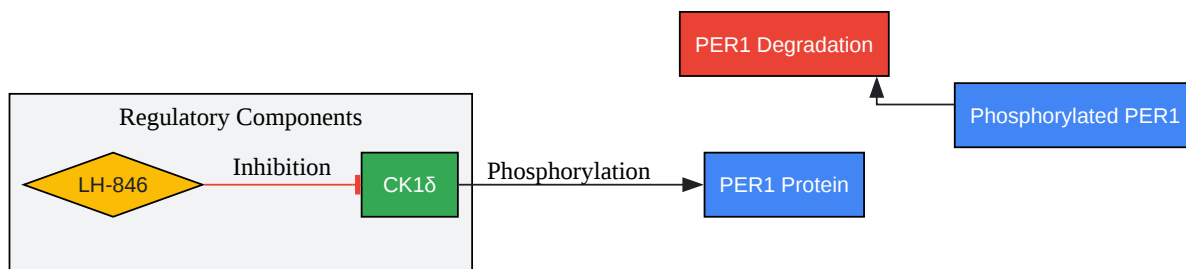 PER1 Degradation
Phosphorylated PER1
Regulatory Components
LH-846
Inhibition
CK1δ
Phosphorylation
PER1 Protein